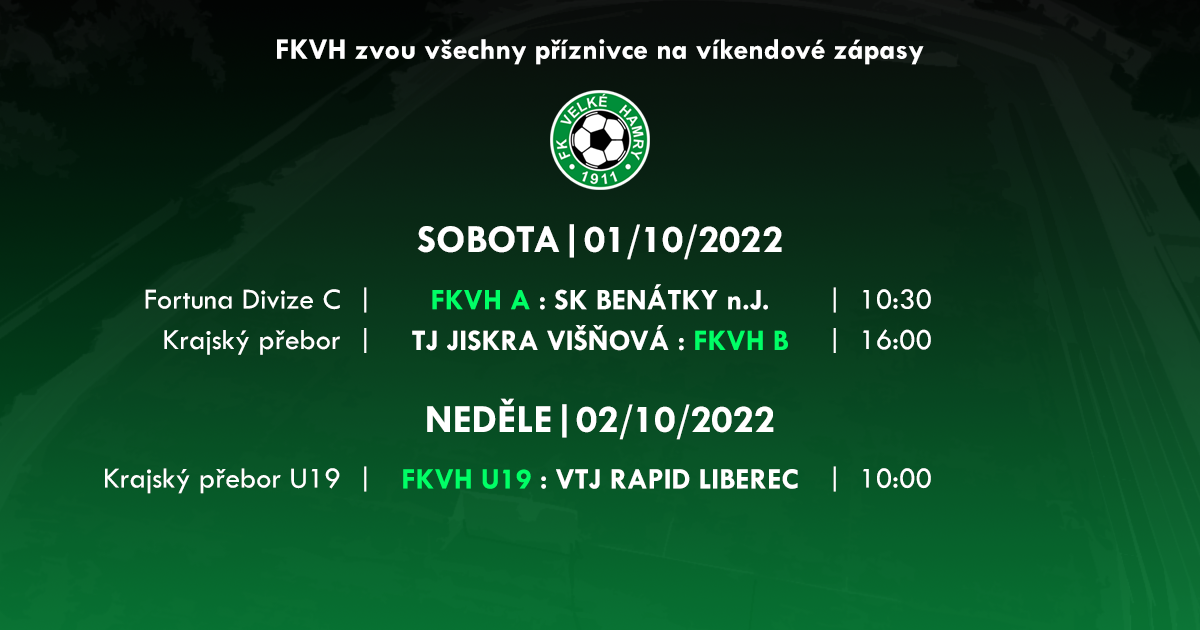 FKVH zvou všechny příznivce na víkendové zápasy
FK VELKÉ HAMRY
1911
SOBOTA|01/10/2022
Fortuna Divize C | FKVH A : SK BENÁTKY n.J. | 10:30
Krajský přebor | TJ JISKRA VIŠŇOVÁ : FKVH B | 16:00
NEDĚLE|02/10/2022
Krajský přebor U19 | FKVH U19 : VTJ RAPID LIBEREC | 10:00